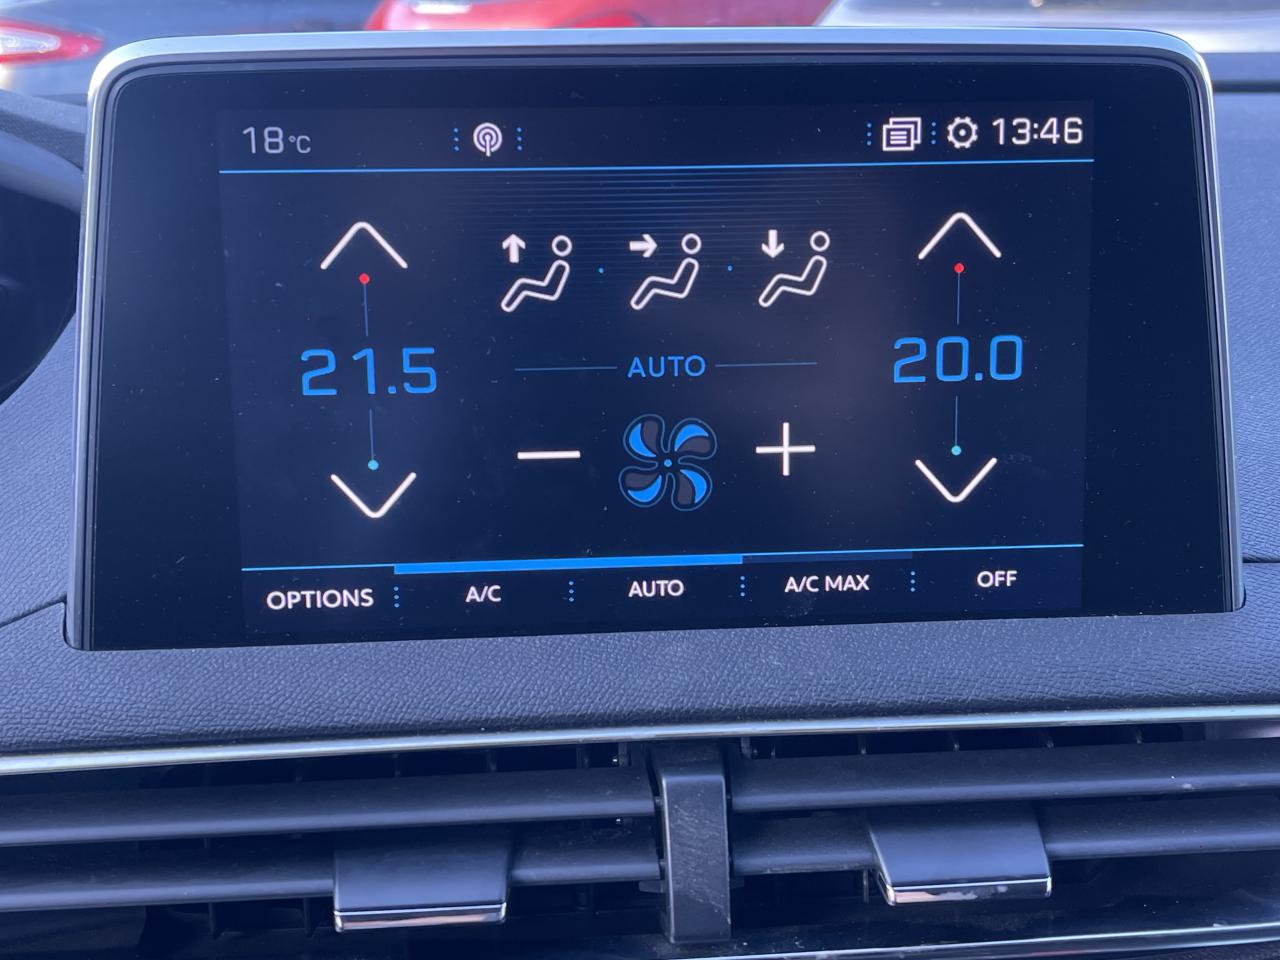 18°C 13:46
21.5 AUTO 20.0
OPTIONS A/C AUTO A/C MAX OFF